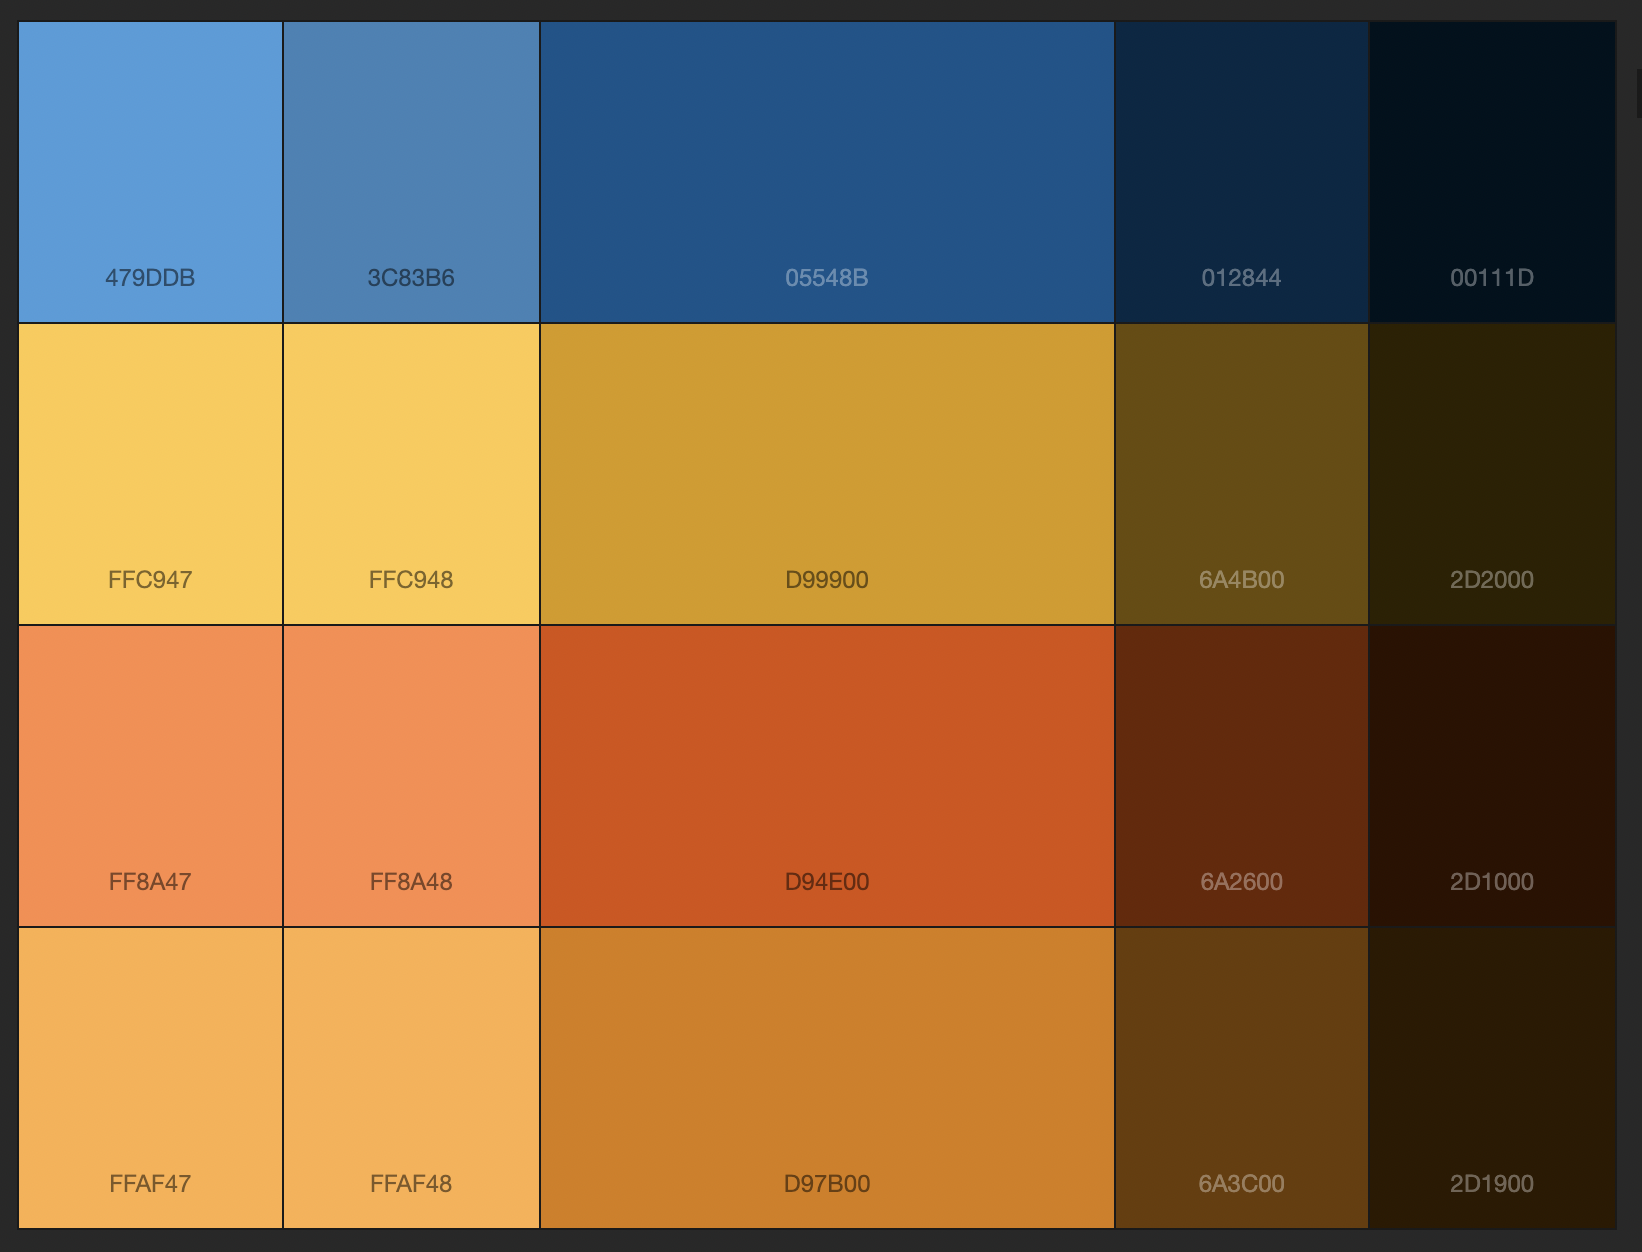 479DDB 3C83B6 05548B 012844 00111D
FFC947 FFC948 D99900 6A4B00 2D2000
FF8A47 FF8A48 D94E00 6A2600 2D1000
FFAF47 FFAF48 D97B00 6A3C00 2D1900